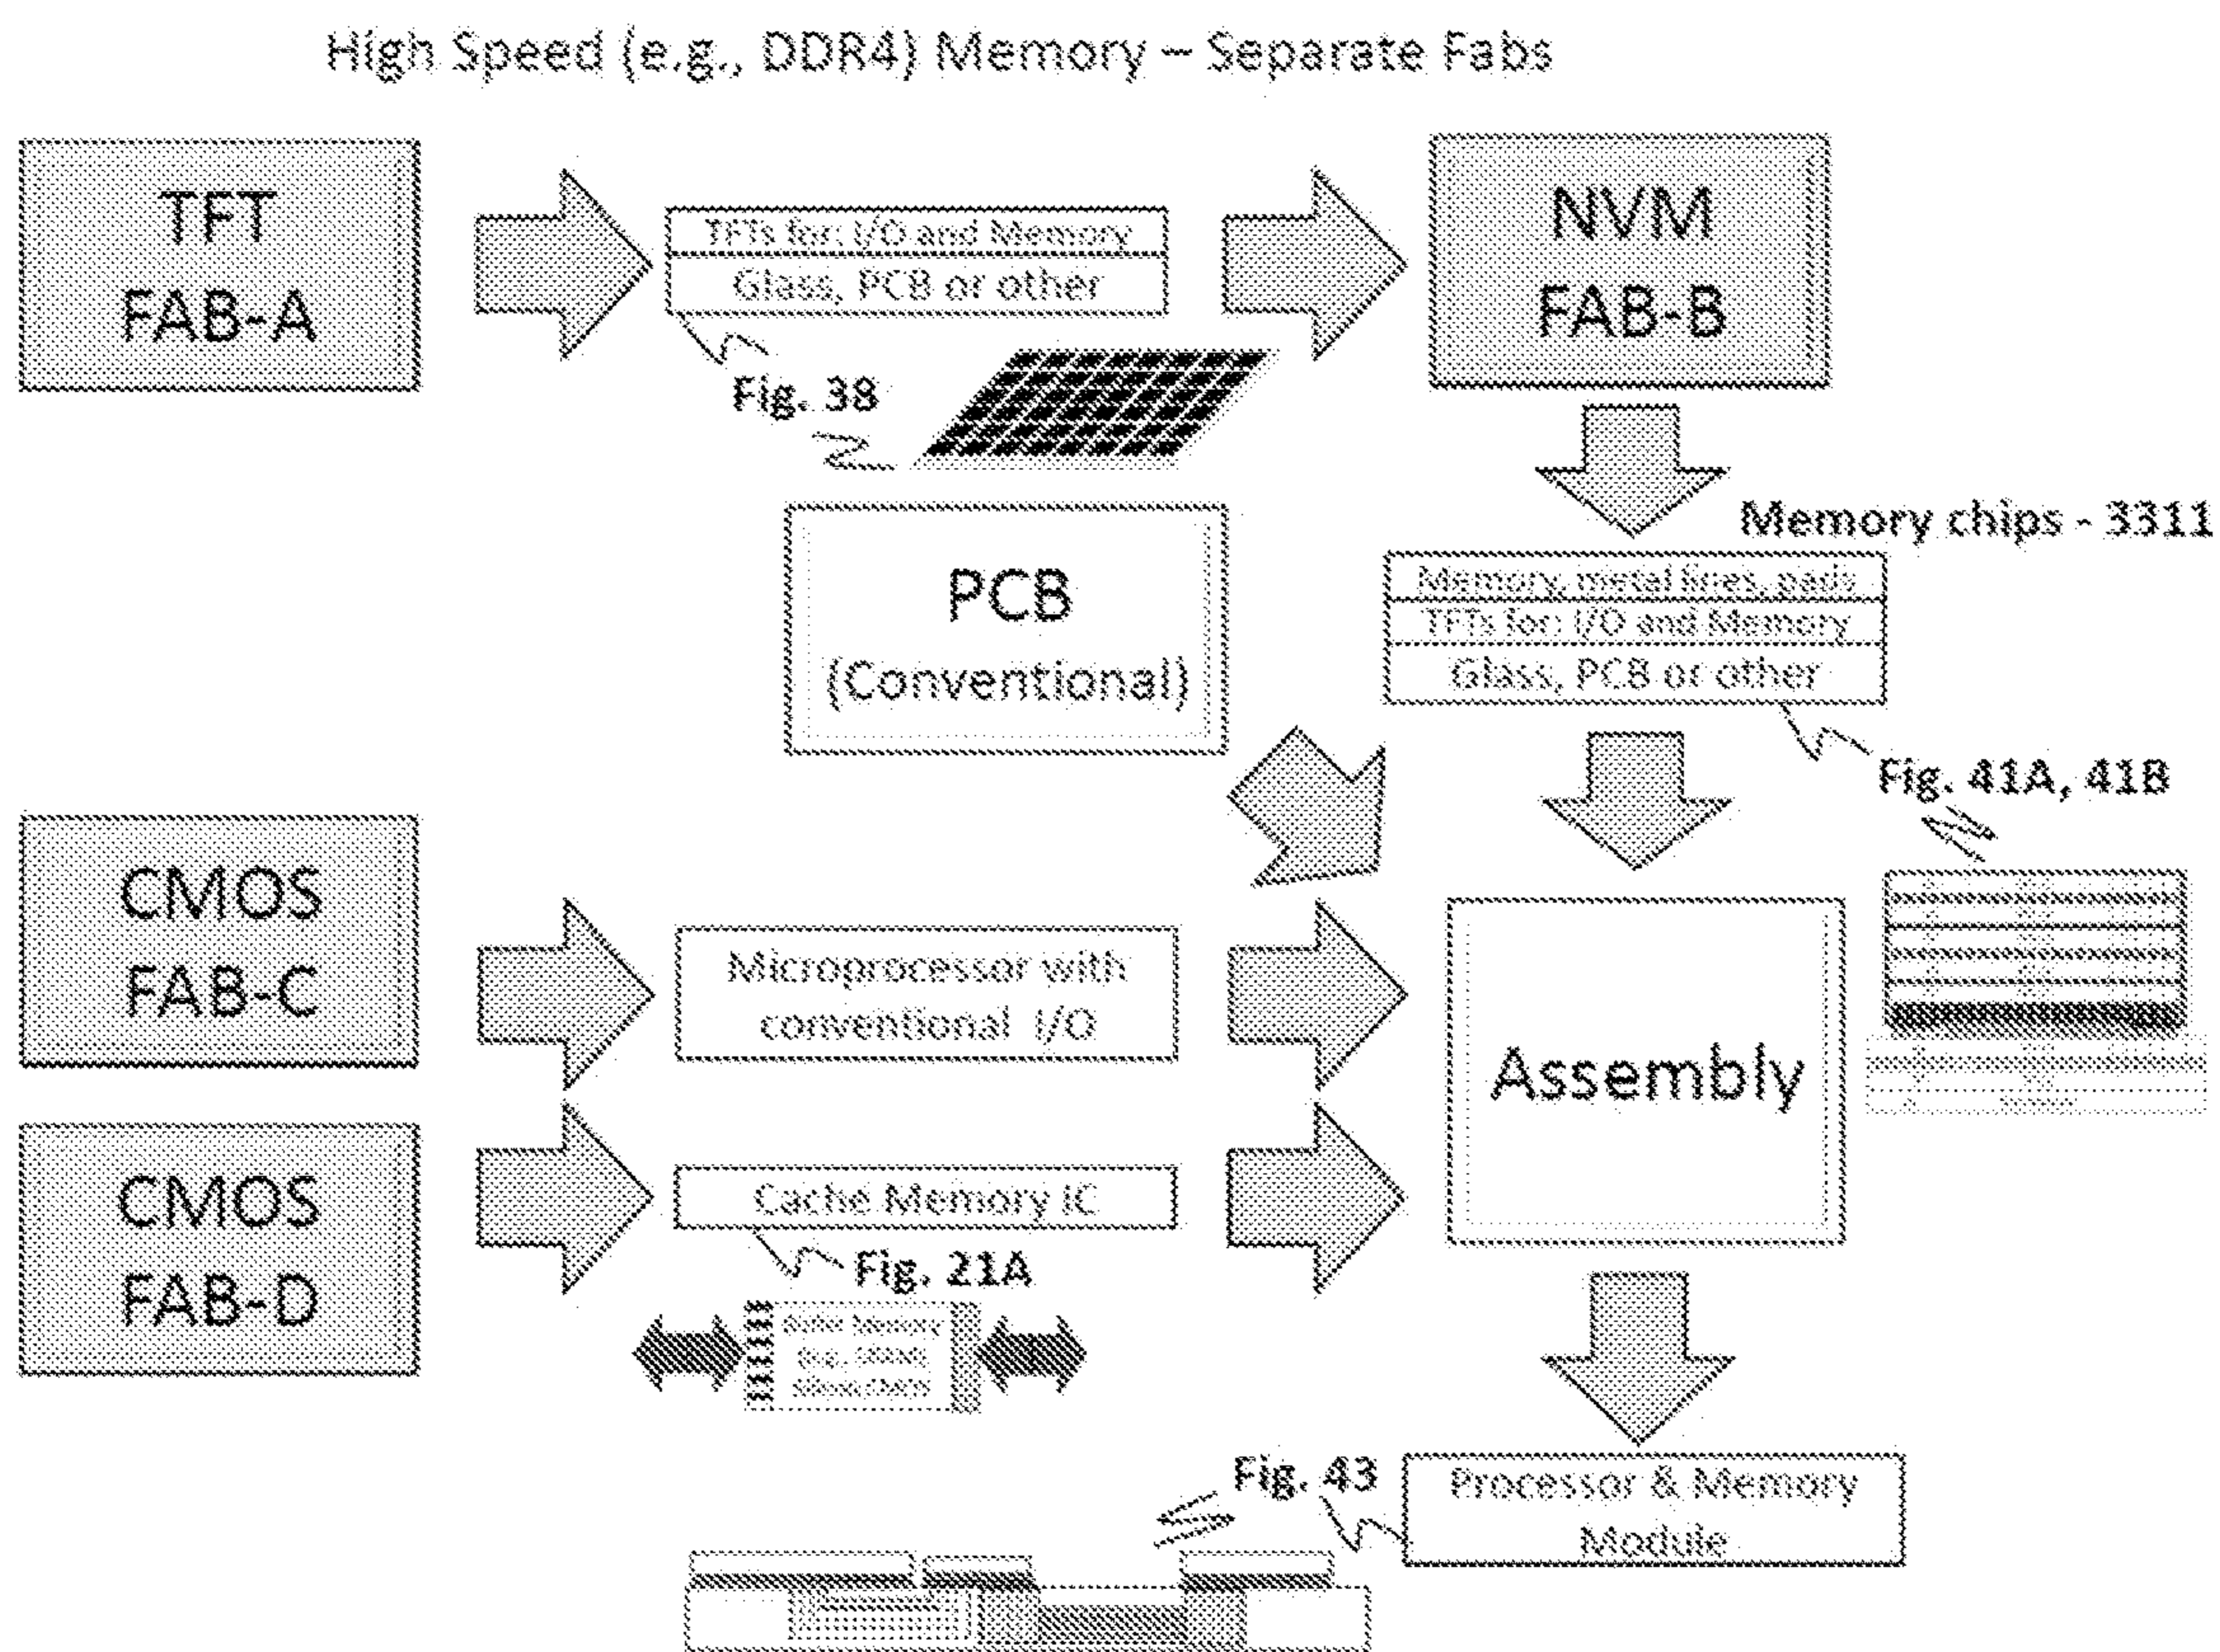 High Speed (e.g., DDR4) Memory – Separate Fabs
TFT
FAB-A
TFTs for: I/O and Memory
Glass, PCB or other
Fig. 38
NVM
FAB-B
Memory chips - 3311
Memory, metal lines, pads
TFTs for: I/O and Memory
Glass, PCB or other
Fig. 41A, 41B
PCB
(Conventional)
CMOS
FAB-C
Microprocessor with
conventional I/O
Assembly
CMOS
FAB-D
Cache Memory IC
Fig. 21A
Buffer Memory
(e.g., SRAM)
Fig. 43
Processor & Memory
Module